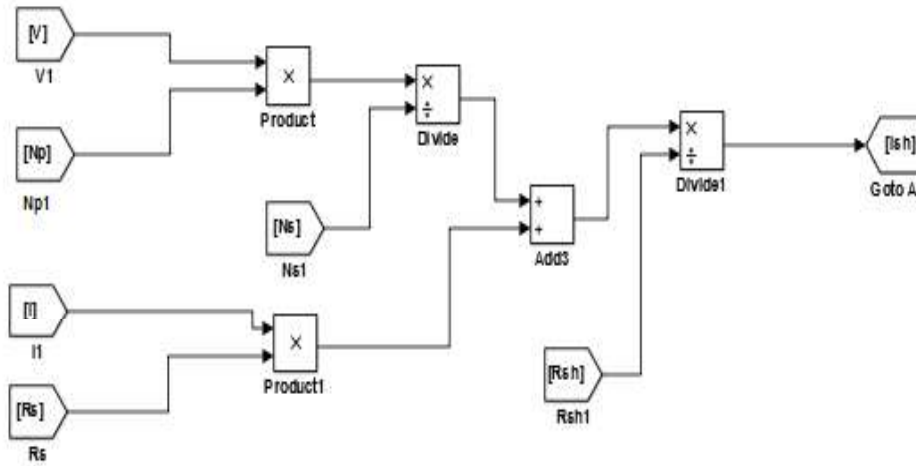 [V]
V1
×
Product
[Np]
Np1
×
÷
Divide
[Ns]
Ns1
+
+
Add3
×
÷
Divide1
[Ish]
Goto A
[I]
I1
×
Product1
[Rs]
Rs
[Rsh]
Rsh1